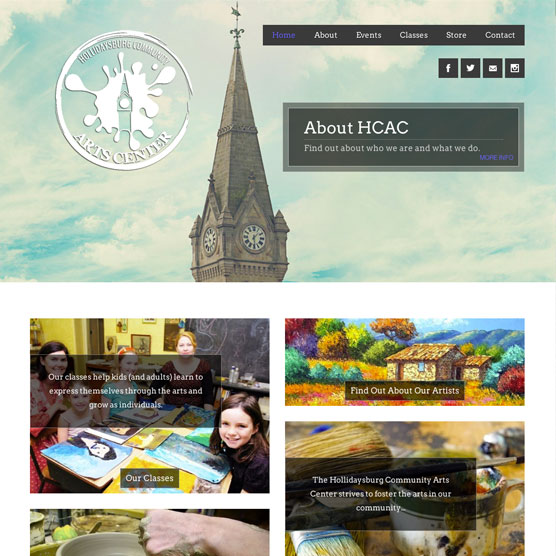 HOLLIDAYSBURG COMMUNITY
ARTS CENTER
Home About Events Classes Store Contact
About HCAC
Find out about who we are and what we do.
MORE INFO
Our classes help kids (and adults) learn to
express themselves through the arts and
grow as individuals.
Our Classes
Find Out About Our Artists
The Hollidaysburg Community Arts
Center strives to foster the arts in our
community...